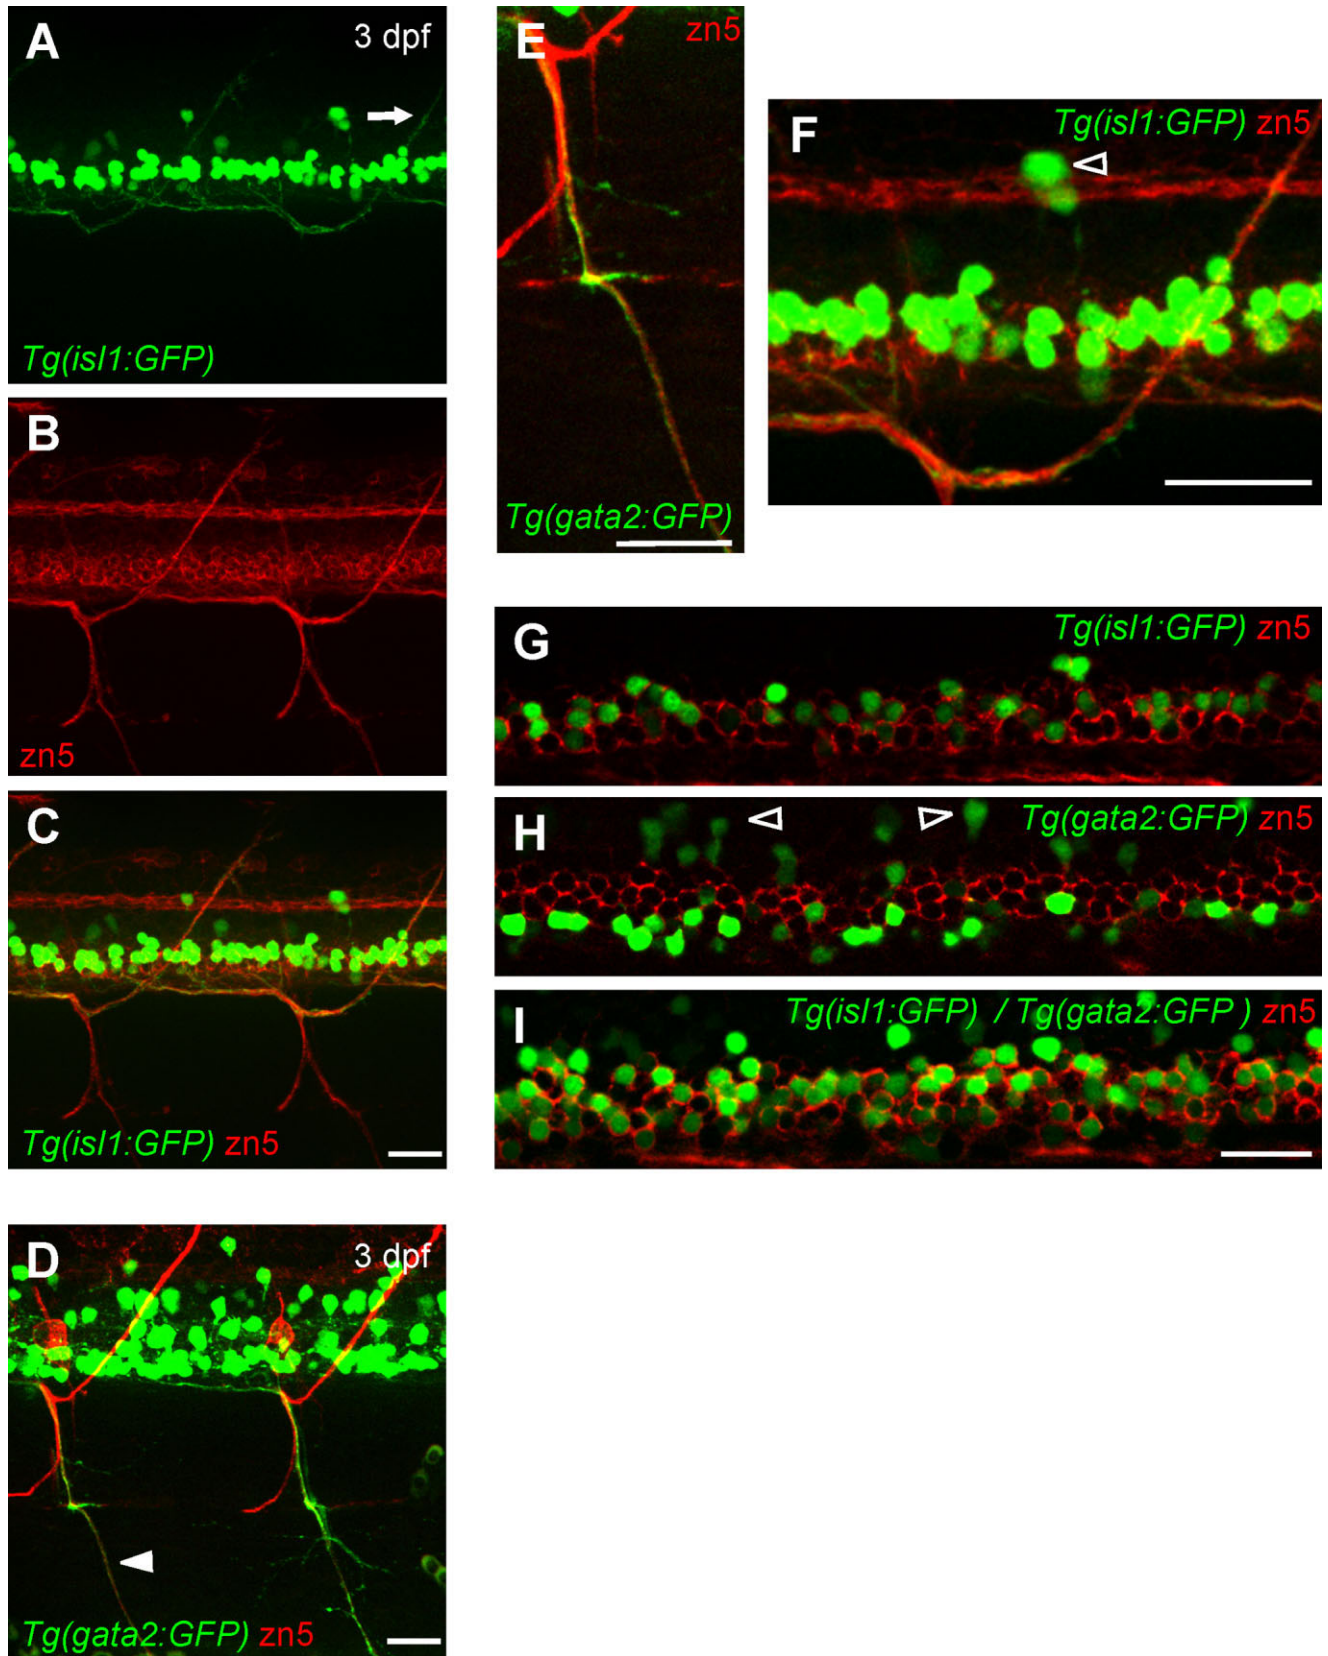 A
3 dpf
Tg(isl1:GFP)
B
zn5
C
Tg(isl1:GFP) zn5
D
3 dpf
Tg(gata2:GFP) zn5
E
zn5
Tg(gata2:GFP)
F
Tg(isl1:GFP) zn5
G
Tg(isl1:GFP) zn5
H
Tg(gata2:GFP) zn5
I
Tg(isl1:GFP) / Tg(gata2:GFP ) zn5